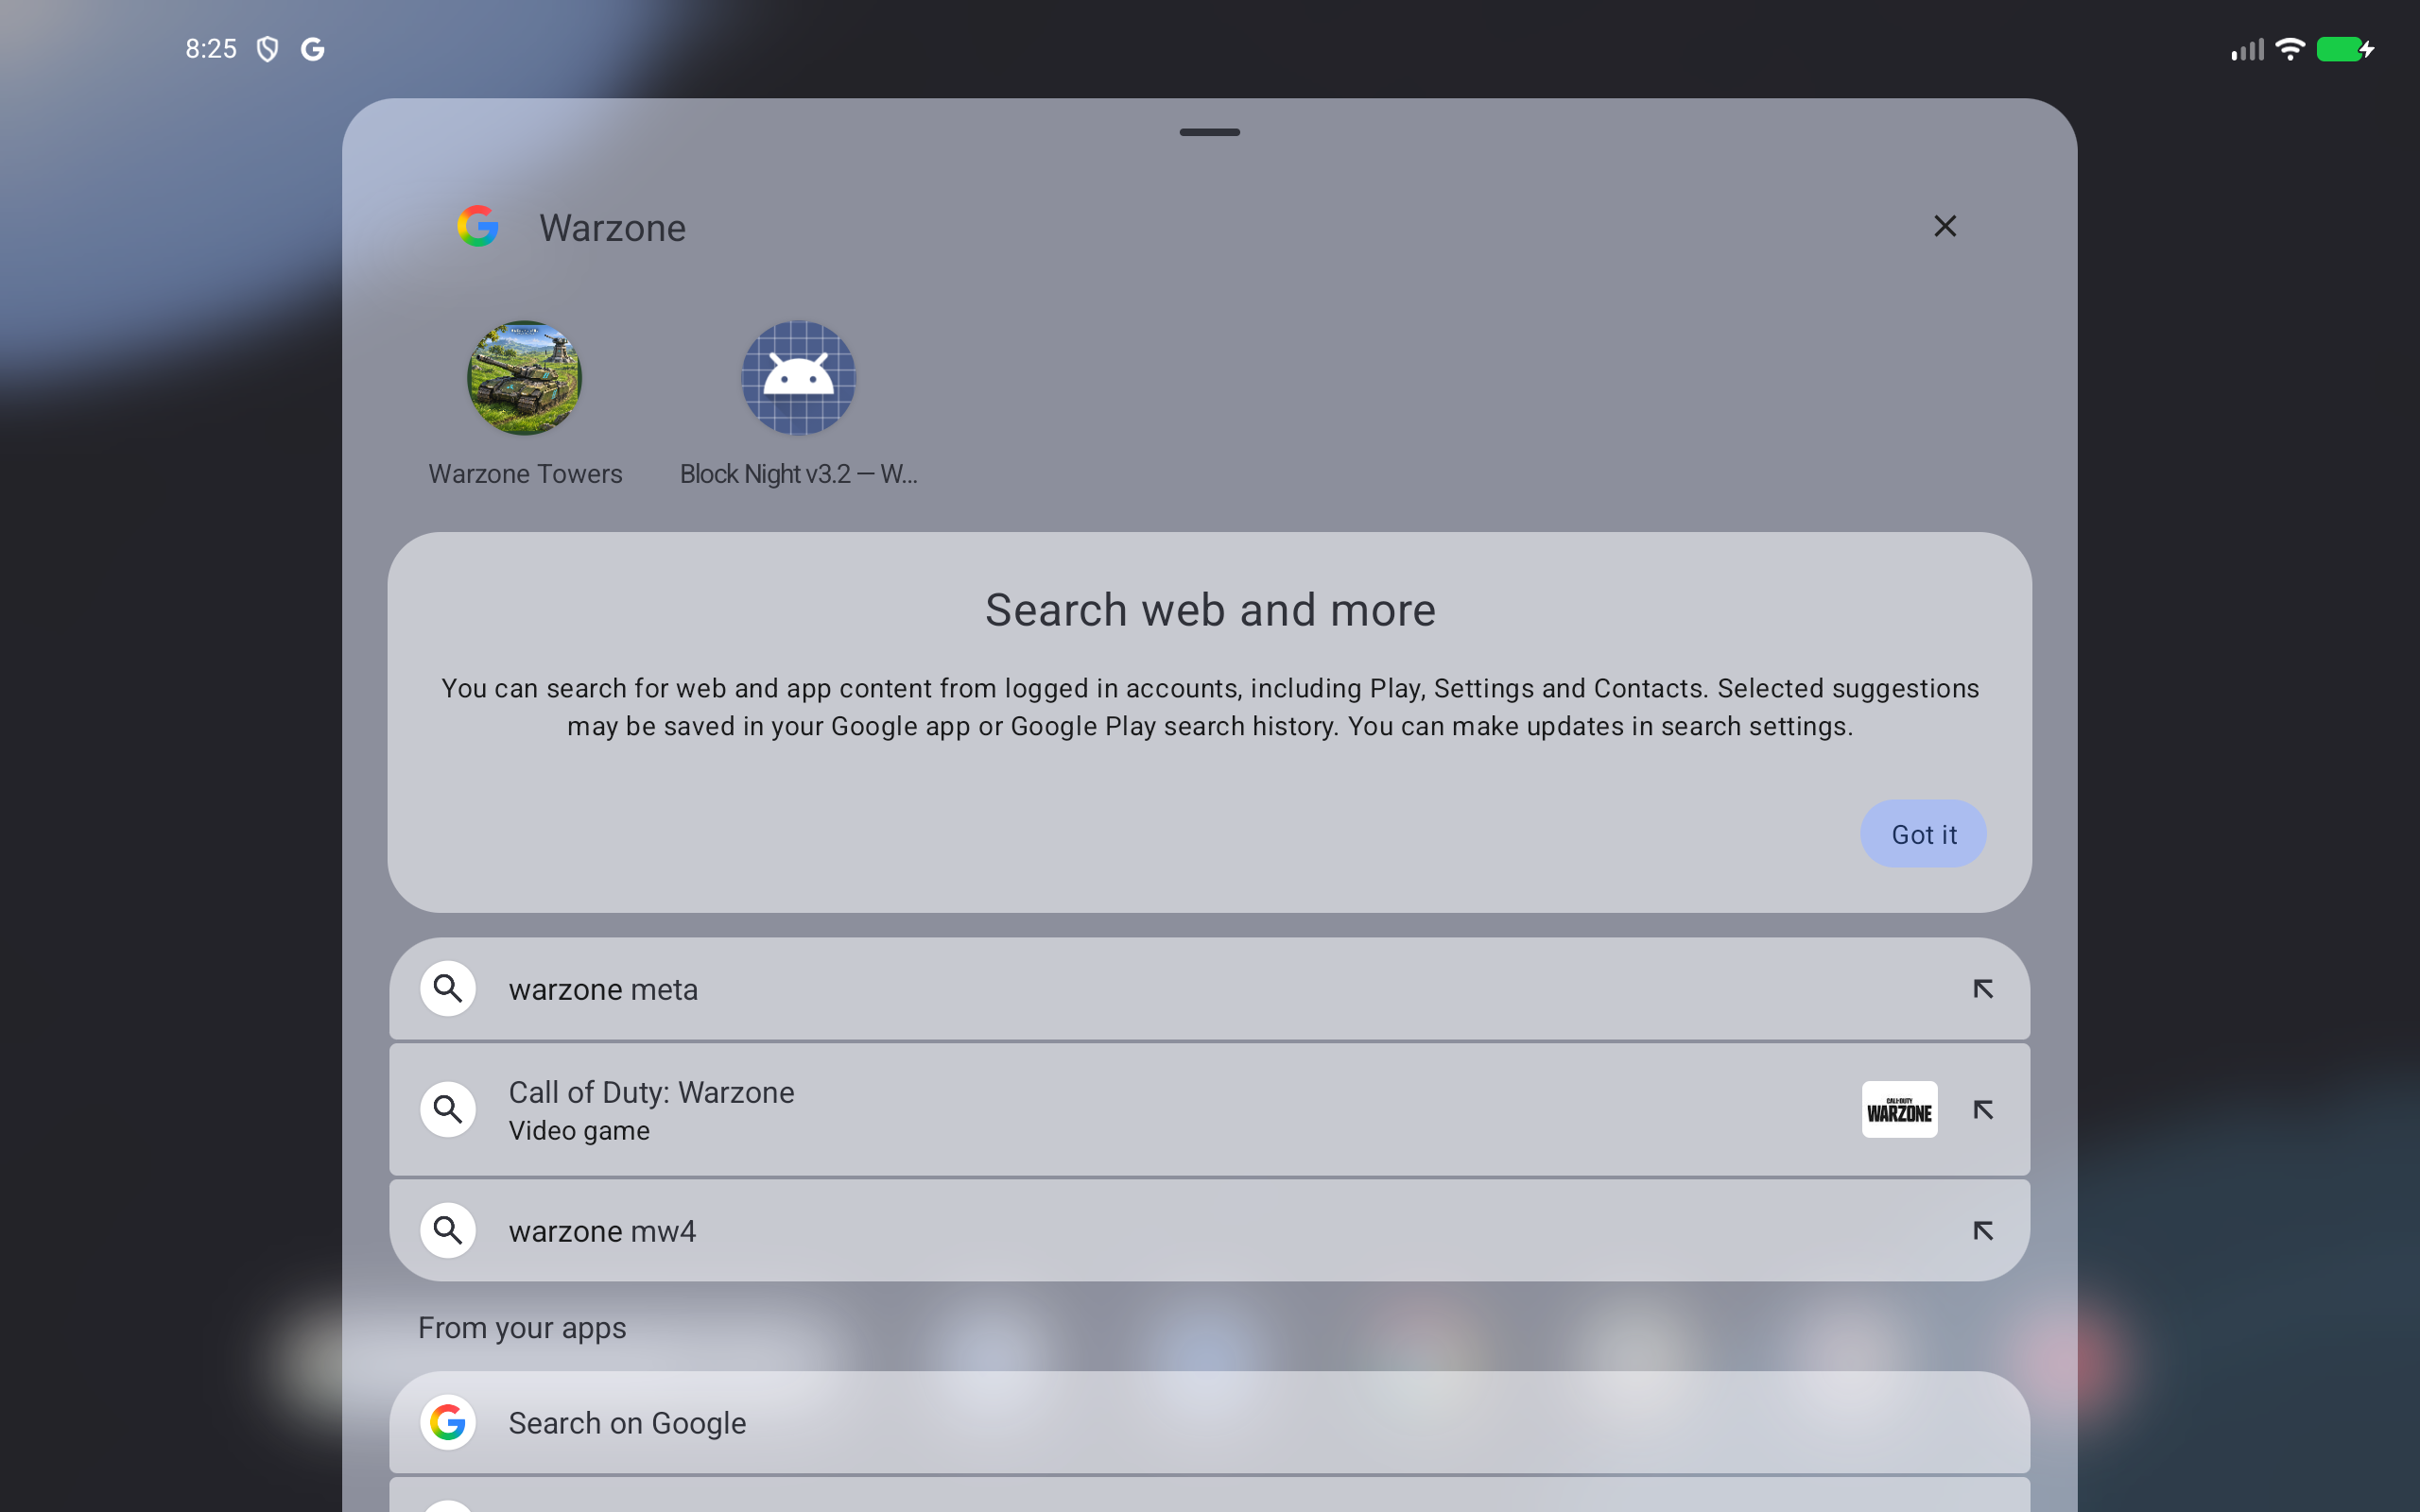 8:25
Warzone
Warzone Towers
Block Night v3.2 — W...
Search web and more
You can search for web and app content from logged in accounts, including Play, Settings and Contacts. Selected suggestions
may be saved in your Google app or Google Play search history. You can make updates in search settings.
Got it
warzone meta
Call of Duty: Warzone
Video game
CALL OF DUTY
WARZONE
warzone mw4
From your apps
Search on Google